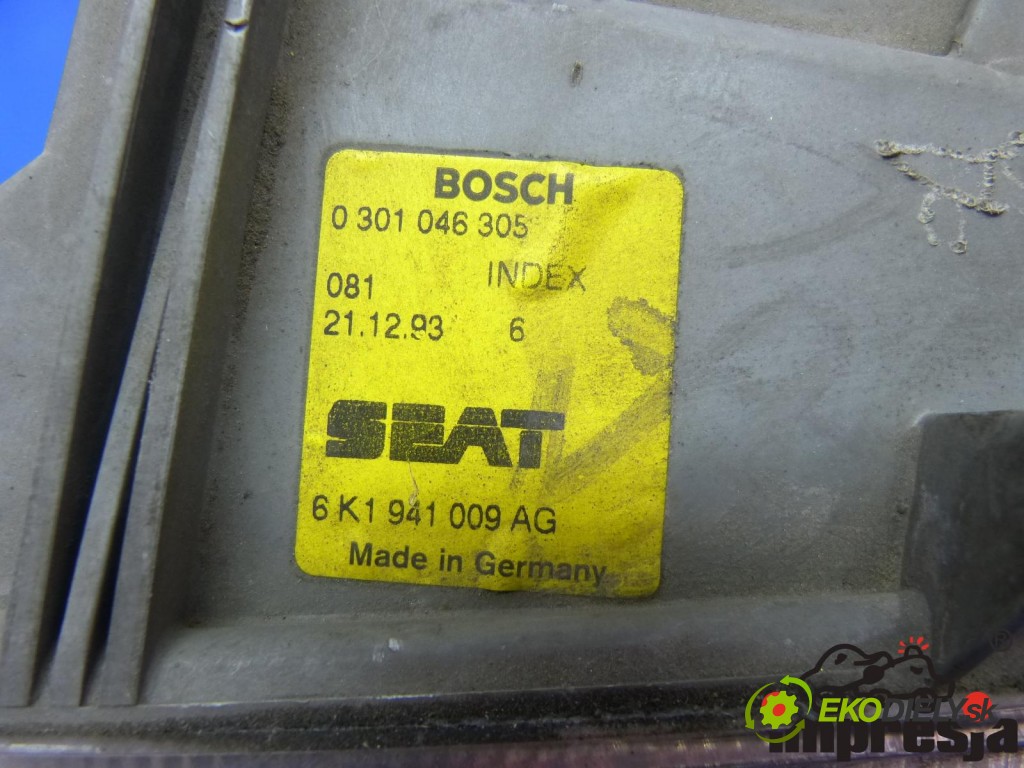 BOSCH
0 301 046 305
INDEX
081
21.12.93 6
SEAT
6 K1 941 009 AG
Made in Germany
EKODIELY.sk
impresja